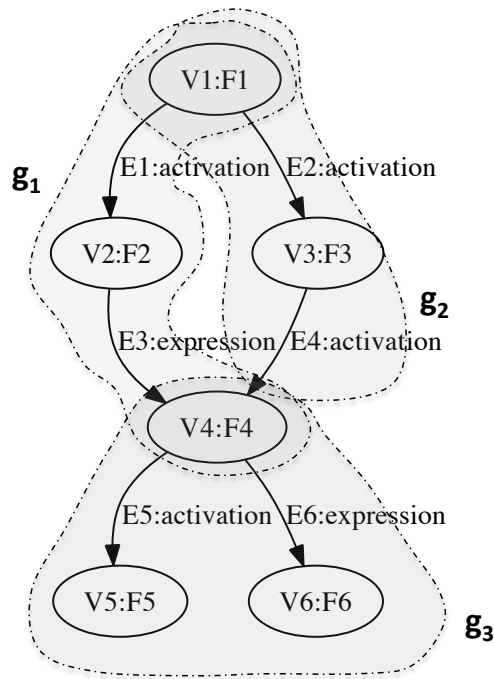 V1:F1
g1
E1:activation
E2:activation
V2:F2
V3:F3
g2
E3:expression
E4:activation
V4:F4
E5:activation
E6:expression
V5:F5
V6:F6
g3